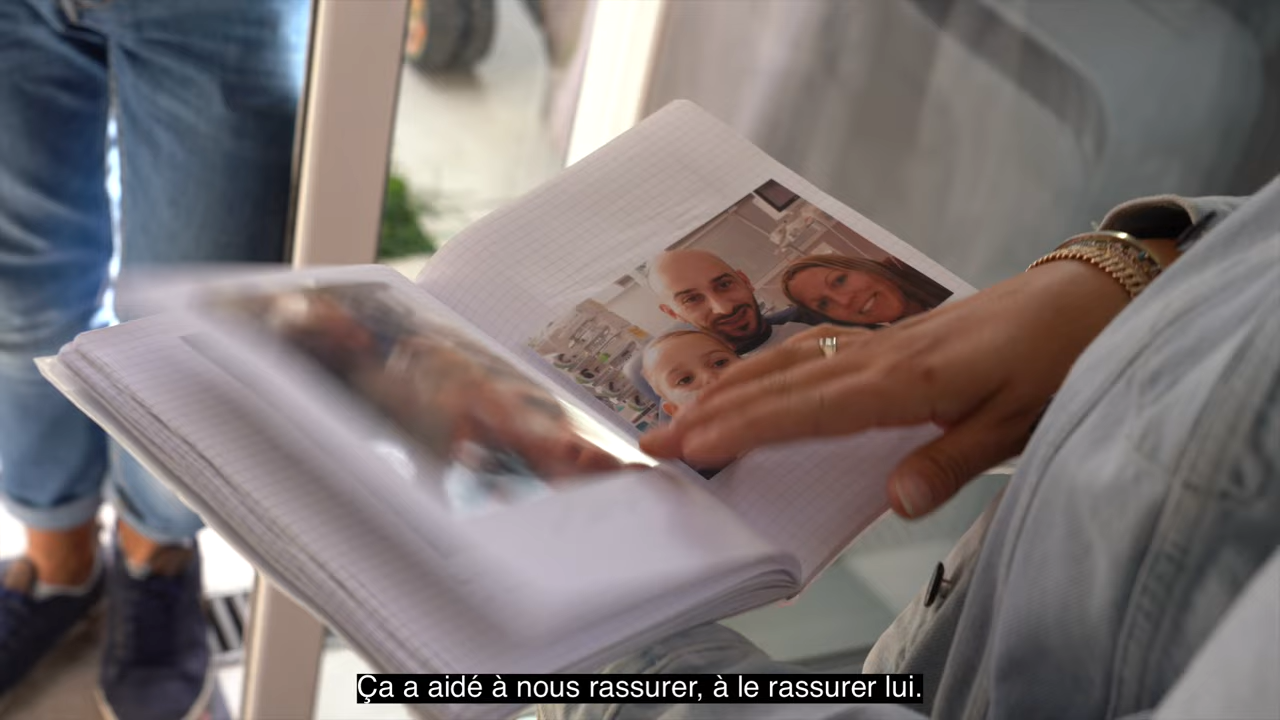 Ça a aidé à nous rassurer, à le rassurer lui.